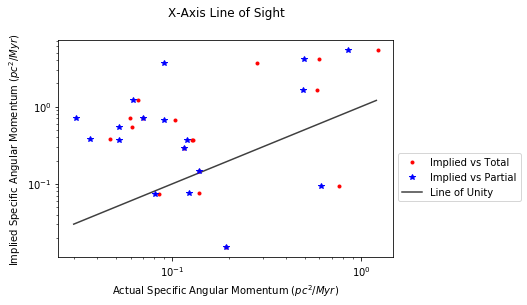 X-Axis Line of Sight
Implied Specific Angular Momentum (pc²/Myr)
10⁰
10⁻¹
10⁻¹
10⁰
Actual Specific Angular Momentum (pc²/Myr)
Implied vs Total
Implied vs Partial
Line of Unity